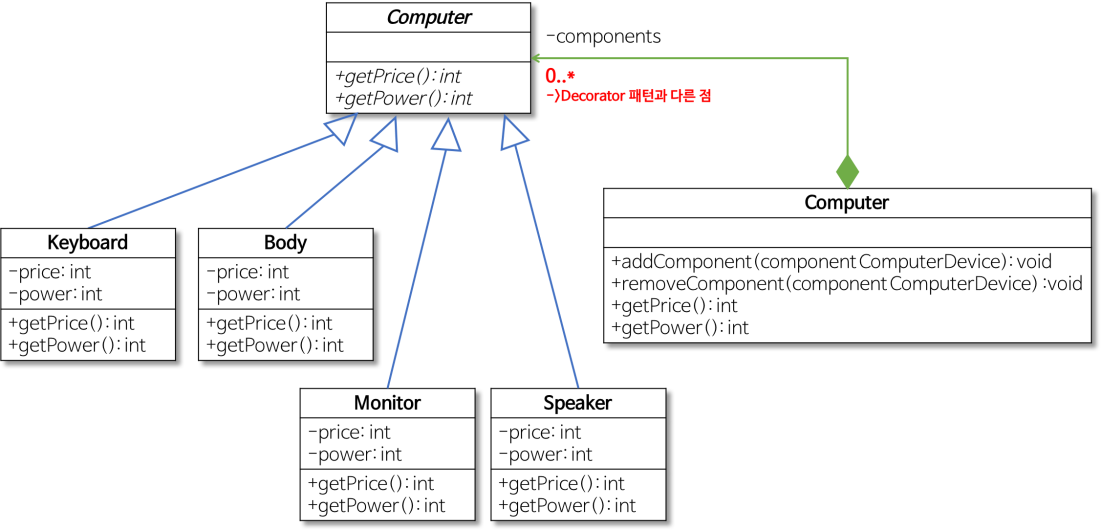 Computer
-components
+getPrice(): int
+getPower(): int
0..*
->Decorator 패턴과 다른 점
Computer
+addComponent(component ComputerDevice): void
+removeComponent(component ComputerDevice) :void
+getPrice(): int
+getPower(): int
Keyboard
-price: int
-power: int
+getPrice(): int
+getPower(): int
Body
-price: int
-power: int
+getPrice(): int
+getPower(): int
Monitor
-price: int
-power: int
+getPrice(): int
+getPower(): int
Speaker
-price: int
-power: int
+getPrice(): int
+getPower(): int